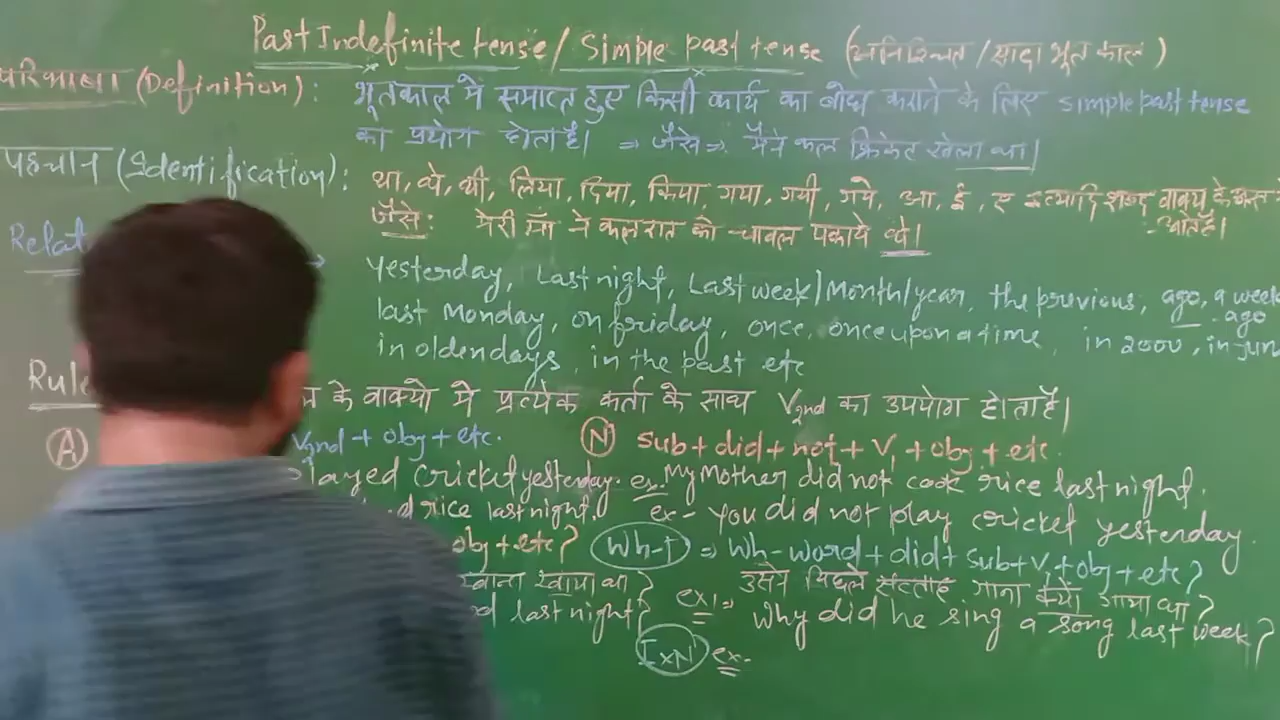 Past Indefinite tense / Simple past tense (अनिश्चित / सादा भूत काल)
परिभाषा (Definition): भूतकाल में समाप्त हुए किसी कार्य का बोध कराने के लिए simple past tense
का प्रयोग होता है। ⇒ जैसे ⇒ मैंने कल क्रिकेट खेला था।
पहचान (Identification): था, थे, थी, लिया, दिया, किया, गया, गयी, गये, आ, ई, ए इत्यादि शब्द वाक्य के
आते हैं।
जैसे: मेरी माँ ने कल रात को चावल पकाये थे।
yesterday, Last night, Last week/Month/year, the previous, ago, a week ago
last Monday, on friday, once, once upon a time, in 2000, in jun
in olden days, in the past etc
Rule के वाक्यो में प्रत्येक कर्ता के साथ V2nd का उपयोग होता है।
(A) V2nd + obj + etc. (N) Sub + did + not + V1 + obj + etc.
layed cricket yesterday. ex:- My Mother did not cook rice last night.
d rice last night. ex- you did not play cricket yesterday.
obj + etc? (Wh-I) ⇒ Wh-word + did + sub + V1 + obj + etc?
खाना खाया था? उसने पिछले सप्ताह गाना क्यों गाया था?
d last night? ex1 ⇒ Why did he sing a song last week?
(IxN) ex.